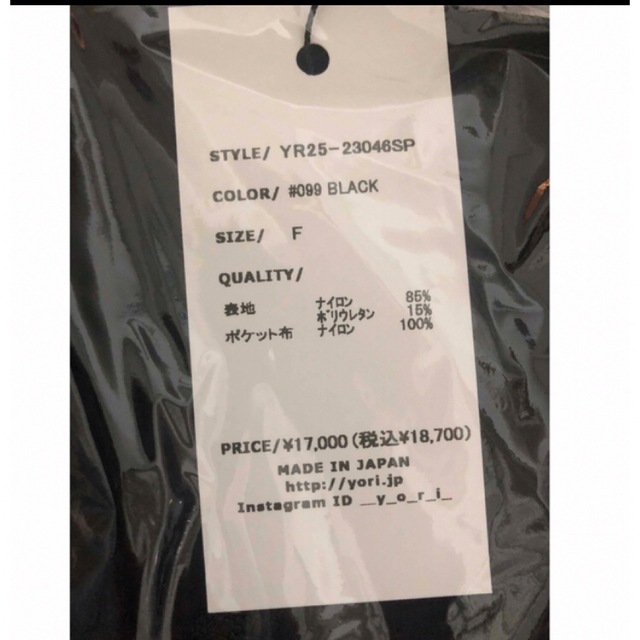 STYLE/ YR25-23046SP
COLOR/ #099 BLACK
SIZE/ F
QUALITY/
表地 ナイロン 85%
ポリウレタン 15%
ポケット布 ナイロン 100%
PRICE/¥17,000(税込¥18,700)
MADE IN JAPAN
http://yori.jp
Instagram ID __y_o_r_i_